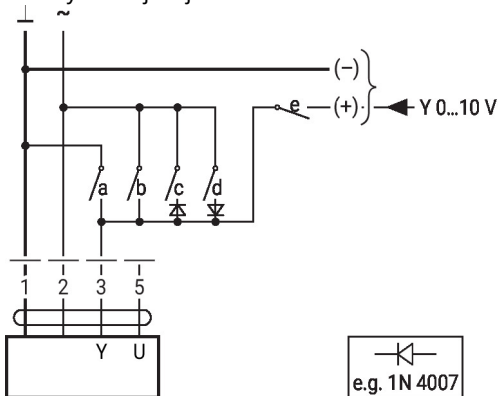 ⊥ ~
(–)
e (+) Y 0...10 V
a b c d
1 2 3 5
Y U
e.g. 1N 4007